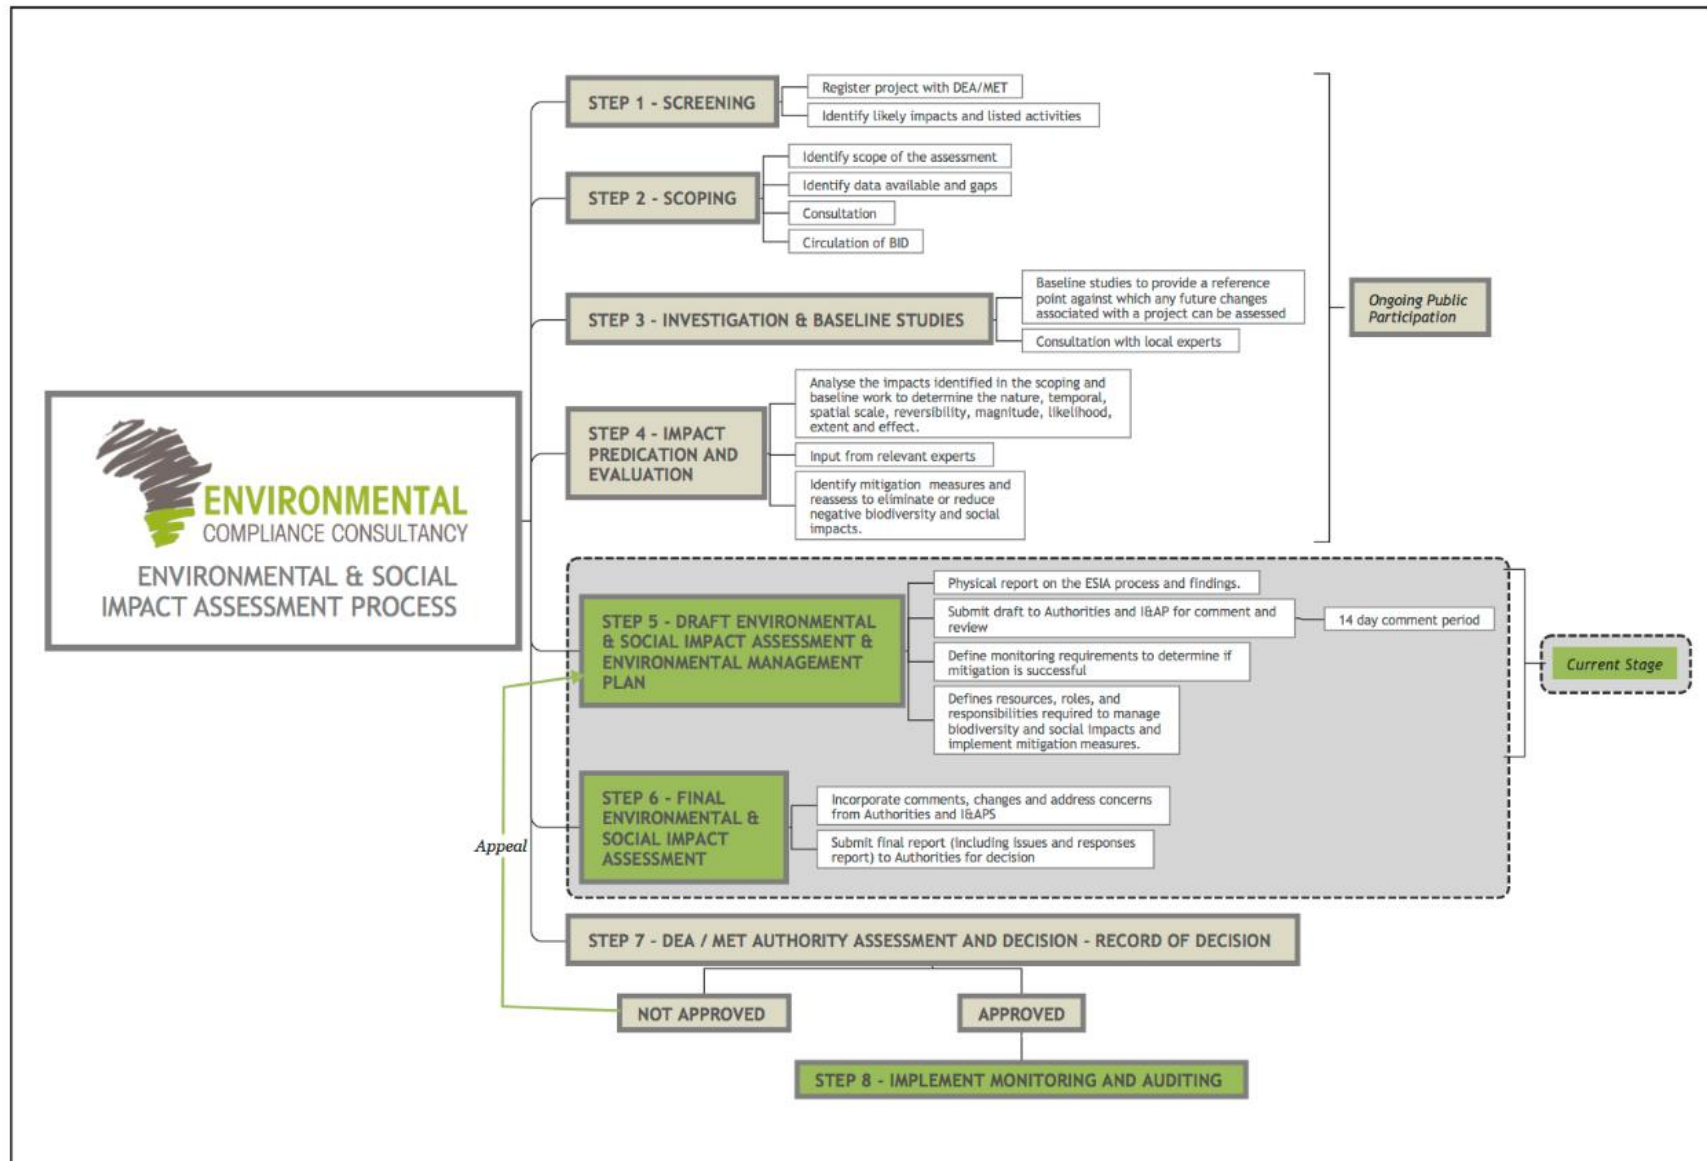 STEP 1 - SCREENING
Register project with DEA/MET
Identify likely impacts and listed activities
STEP 2 - SCOPING
Identify scope of the assessment
Identify data available and gaps
Consultation
Circulation of BID
STEP 3 - INVESTIGATION & BASELINE STUDIES
Baseline studies to provide a reference
point against which any future changes
associated with a project can be assessed
Consultation with local experts
Ongoing Public
Participation
STEP 4 - IMPACT
PREDICATION AND
EVALUATION
Analyse the impacts identified in the scoping and
baseline work to determine the nature, temporal,
spatial scale, reversibility, magnitude, likelihood,
extent and effect.
Input from relevant experts
Identify mitigation measures and
reassess to eliminate or reduce
negative biodiversity and social
impacts.
ENVIRONMENTAL
COMPLIANCE CONSULTANCY
ENVIRONMENTAL & SOCIAL
IMPACT ASSESSMENT PROCESS
STEP 5 - DRAFT ENVIRONMENTAL
& SOCIAL IMPACT ASSESSMENT &
ENVIRONMENTAL MANAGEMENT
PLAN
Physical report on the ESIA process and findings.
Submit draft to Authorities and I&AP for comment and
review
14 day comment period
Define monitoring requirements to determine if
mitigation is successful
Defines resources, roles, and
responsibilities required to manage
biodiversity and social impacts and
implement mitigation measures.
Current Stage
STEP 6 - FINAL
ENVIRONMENTAL &
SOCIAL IMPACT
ASSESSMENT
Incorporate comments, changes and address concerns
from Authorities and I&APS
Submit final report (including issues and responses
report) to Authorities for decision
Appeal
STEP 7 - DEA / MET AUTHORITY ASSESSMENT AND DECISION - RECORD OF DECISION
NOT APPROVED
APPROVED
STEP 8 - IMPLEMENT MONITORING AND AUDITING